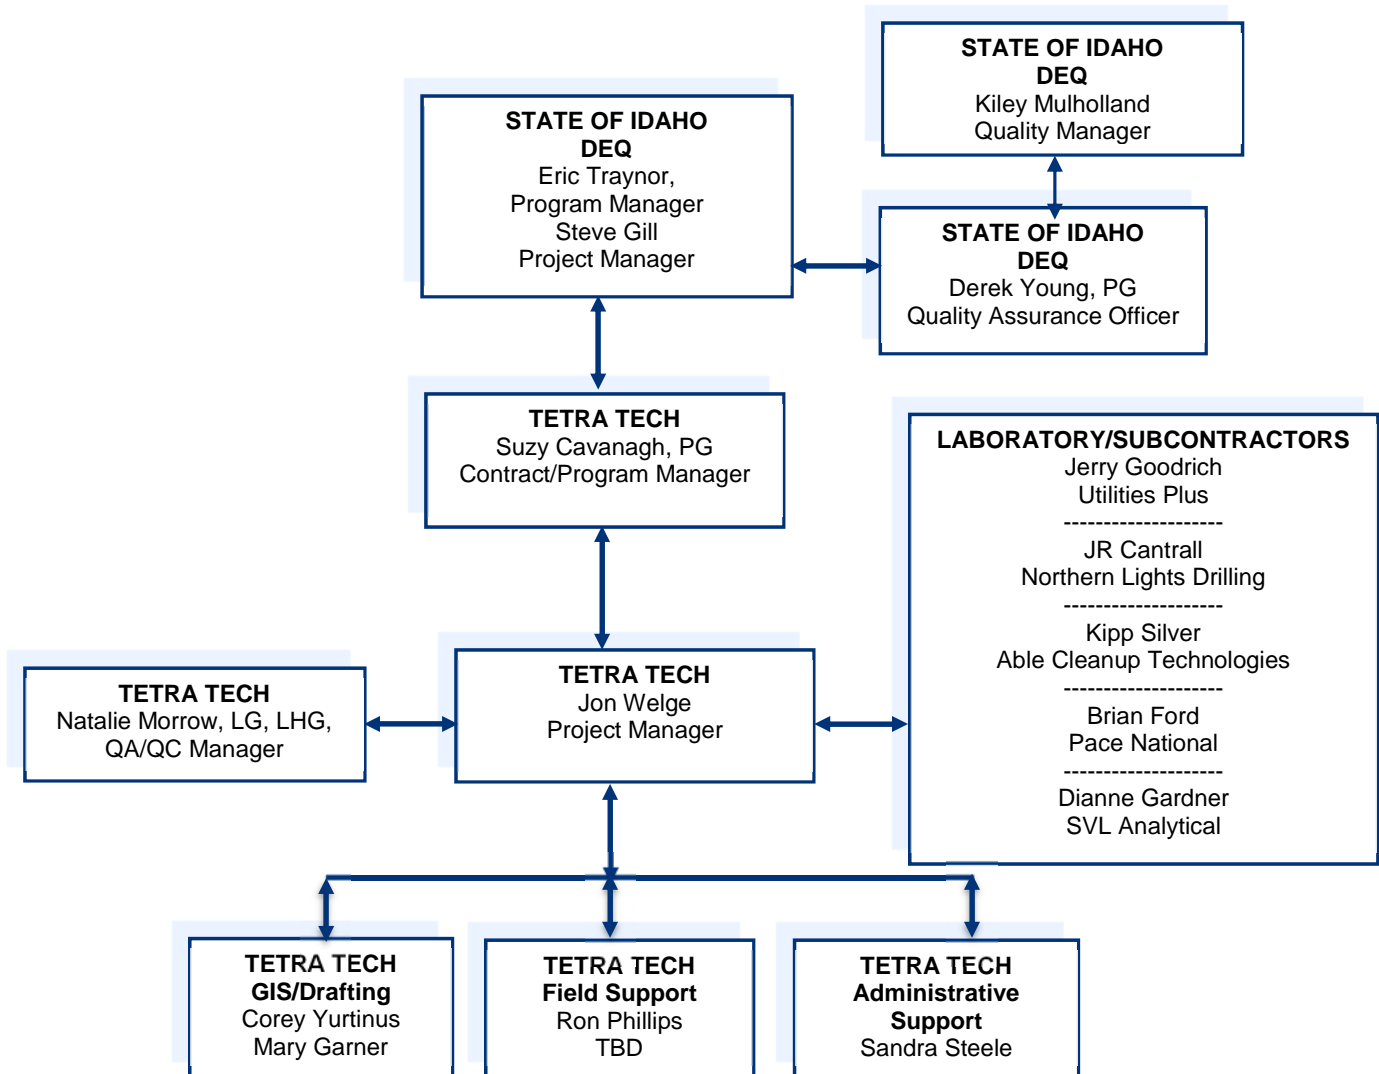 STATE OF IDAHO
DEQ
Kiley Mulholland
Quality Manager
STATE OF IDAHO
DEQ
Eric Traynor,
Program Manager
Steve Gill
Project Manager
STATE OF IDAHO
DEQ
Derek Young, PG
Quality Assurance Officer
TETRA TECH
Suzy Cavanagh, PG
Contract/Program Manager
LABORATORY/SUBCONTRACTORS
Jerry Goodrich
Utilities Plus
--------------------
JR Cantrall
Northern Lights Drilling
--------------------
Kipp Silver
Able Cleanup Technologies
--------------------
Brian Ford
Pace National
--------------------
Dianne Gardner
SVL Analytical
TETRA TECH
Natalie Morrow, LG, LHG,
QA/QC Manager
TETRA TECH
Jon Welge
Project Manager
TETRA TECH
GIS/Drafting
Corey Yurtinus
Mary Garner
TETRA TECH
Field Support
Ron Phillips
TBD
TETRA TECH
Administrative
Support
Sandra Steele